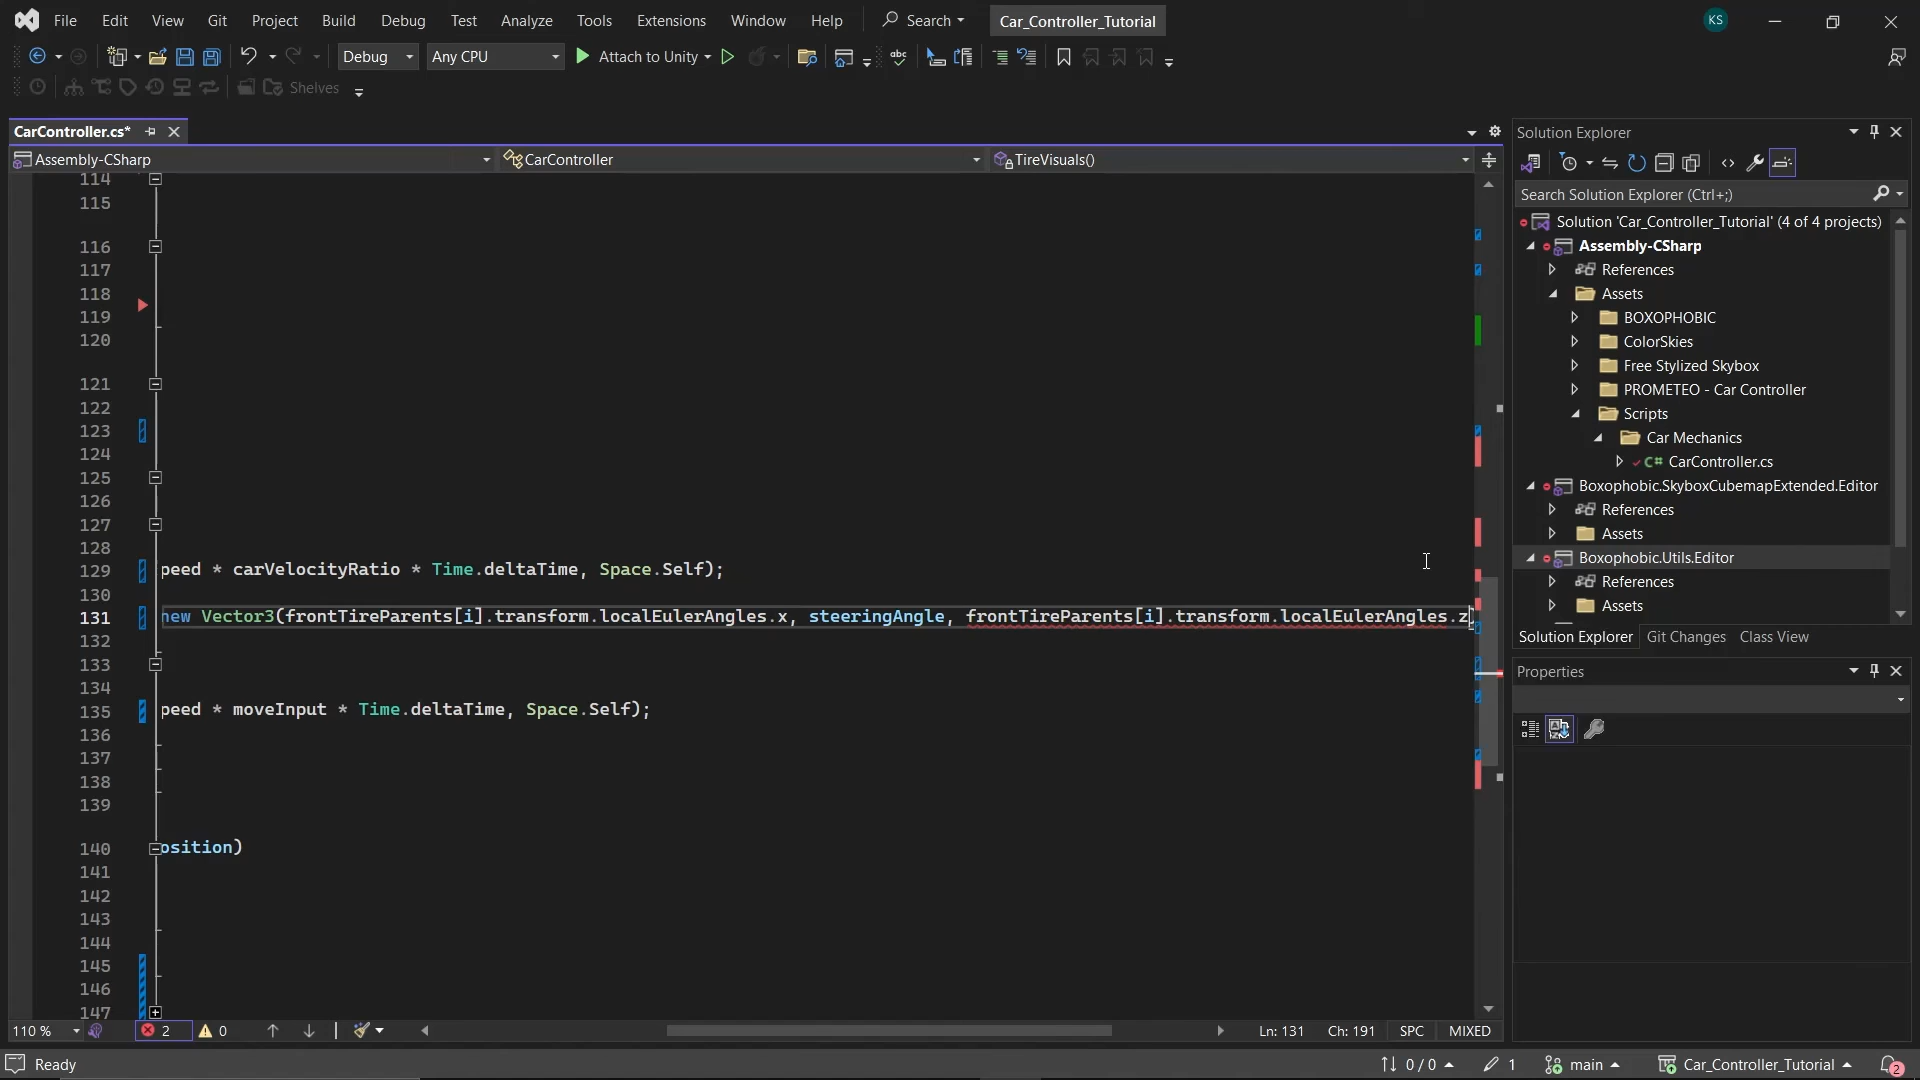 File Edit View Git Project Build Debug Test Analyze Tools Extensions Window Help Search Car_Controller_Tutorial KS
Debug Any CPU Attach to Unity abc
Shelves
CarController.cs*
Solution Explorer
Assembly-CSharp CarController TireVisuals()
114
115
Search Solution Explorer (Ctrl+;)
Solution 'Car_Controller_Tutorial' (4 of 4 projects)
116
Assembly-CSharp
117
References
118
Assets
119
BOXOPHOBIC
120
ColorSkies
Free Stylized Skybox
121
PROMETEO - Car Controller
122
Scripts
123
Car Mechanics
124
C# CarController.cs
125
Boxophobic.SkyboxCubemapExtended.Editor
126
References
127
Assets
128
Boxophobic.Utils.Editor
129 peed * carVelocityRatio * Time.deltaTime, Space.Self);
References
130
Assets
131 new Vector3(frontTireParents[i].transform.localEulerAngles.x, steeringAngle, frontTireParents[i].transform.localEulerAngles.z
Solution Explorer Git Changes Class View
132
133
Properties
134
135 peed * moveInput * Time.deltaTime, Space.Self);
136
137
138
139
140 osition)
141
142
143
144
145
146
147
110 % 2 0 Ln: 131 Ch: 191 SPC MIXED
Ready 0 / 0 1 main Car_Controller_Tutorial 2